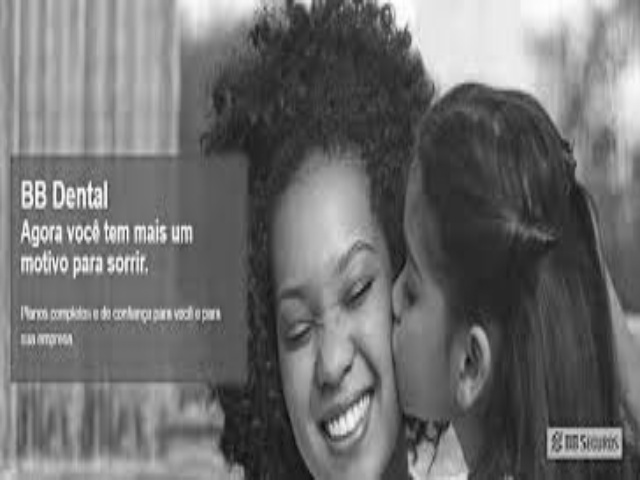 BB Dental
Agora você tem mais um
motivo para sorrir.
Planos completos e de confiança para você e para
sua empresa
BB SEGUROS